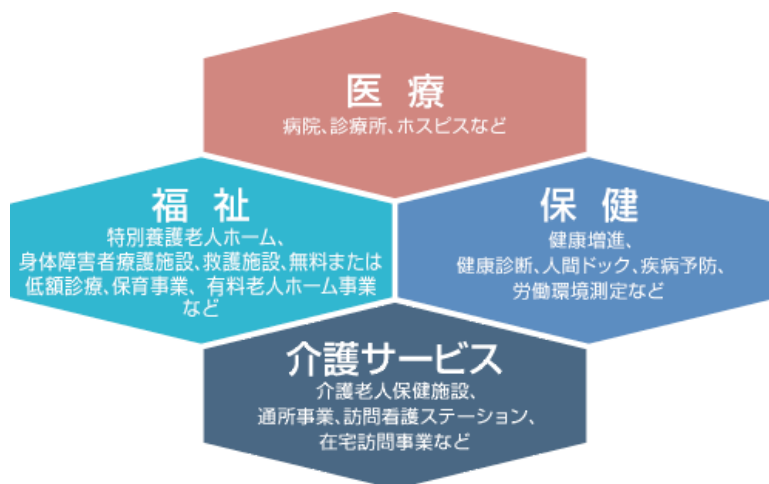 医療
病院、診療所、ホスピスなど
福祉
特別養護老人ホーム、
身体障害者療護施設、救護施設、無料または
低額診療、保育事業、有料老人ホーム事業
など
保健
健康増進、
健康診断、人間ドック、疾病予防、
労働環境測定など
介護サービス
介護老人保健施設、
通所事業、訪問看護ステーション、
在宅訪問事業など